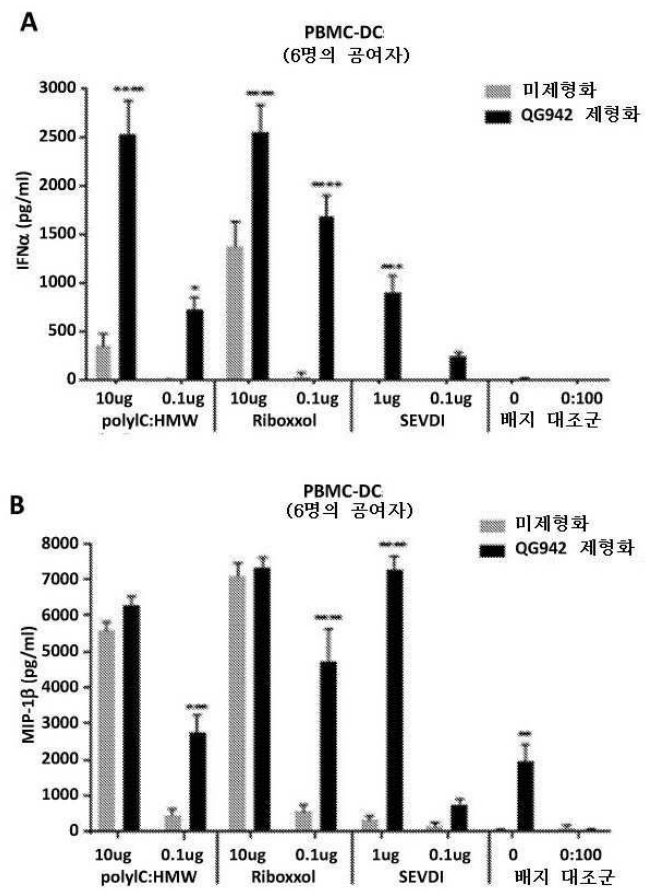 A
PBMC-DC
(6명의 공여자)
미제형화
QG942 제형화
IFNα (pg/ml)
3000
2500
2000
1500
1000
500
0
10ug 0.1ug 10ug 0.1ug 1ug 0.1ug 0 0:100
polyIC:HMW Riboxxol SEVDI 배지 대조군
B
PBMC-DC
(6명의 공여자)
미제형화
QG942 제형화
MIP-1β (pg/ml)
8000
7000
6000
5000
4000
3000
2000
1000
0
10ug 0.1ug 10ug 0.1ug 1ug 0.1ug 0 0:100
polyIC:HMW Riboxxol SEVDI 배지 대조군